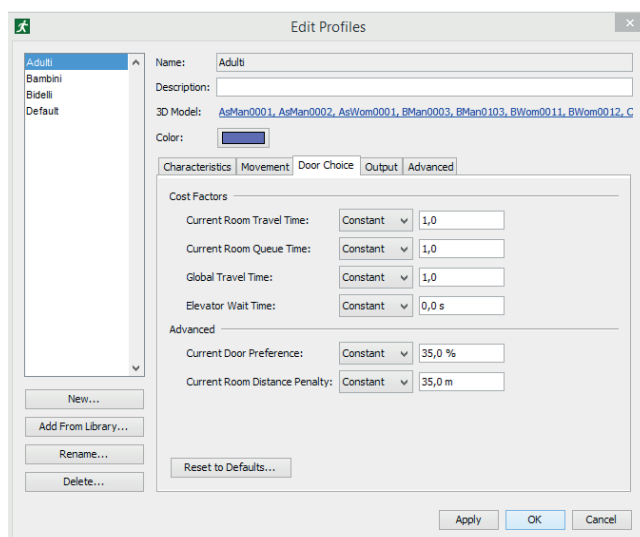 Edit Profiles
Adulti
Bambini
Bidelli
Default
New...
Add From Library...
Rename...
Delete...
Name: Adulti
Description:
3D Model: AsMan0001, AsMan0002, AsWom0001, BMan0003, BMan0103, BWom0011, BWom0012, C
Color:
Characteristics Movement Door Choice Output Advanced
Cost Factors
Current Room Travel Time: Constant 1,0
Current Room Queue Time: Constant 1,0
Global Travel Time: Constant 1,0
Elevator Wait Time: Constant 0,0 s
Advanced
Current Door Preference: Constant 35,0 %
Current Room Distance Penalty: Constant 35,0 m
Reset to Defaults...
Apply OK Cancel